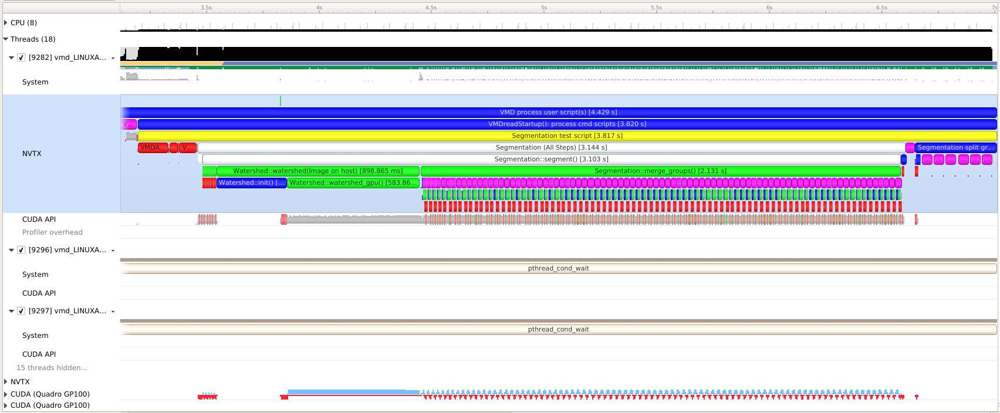 3.5s 4s 4.5s 5s 5.5s 6s 6.5s 7s
CPU (8)
Threads (18)
[9282] vmd_LINUXA...
System
NVTX
VMD process user script(s) [4.429 s]
V... VMDreadStartup(): process cmd scripts [3.820 s]
Segmentation test script [3.817 s]
VMDA... V... Segmentation (All Steps) [3.144 s] ... Segmentation split gr...
Segmentation::segment() [3.103 s] ... ... ... ... ... ...
Watershed::watershed(Image on host) [898.865 ms] Segmentation::merge_groups() [2.131 s]
Watershed::init() [... Watershed::watershed_gpu() [583.86...
CUDA API
Profiler overhead
[9296] vmd_LINUXA...
System
pthread_cond_wait
CUDA API
[9297] vmd_LINUXA...
System
pthread_cond_wait
CUDA API
15 threads hidden...
NVTX
CUDA (Quadro GP100)
CUDA (Quadro GP100)